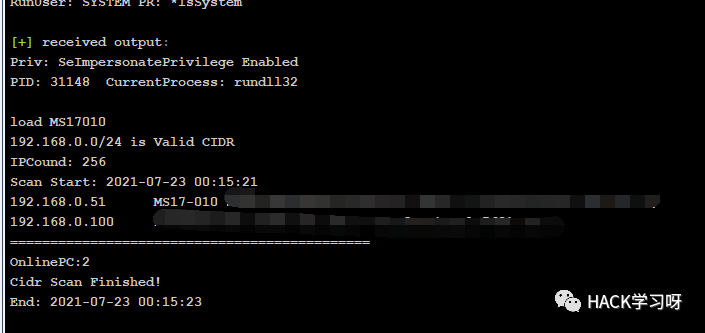 RunUser: SYSTEM PR: *IsSystem
[+] received output:
Priv: SeImpersonatePrivilege Enabled
PID: 31148 CurrentProcess: rundll32
load MS17010
192.168.0.0/24 is Valid CIDR
IPCound: 256
Scan Start: 2021-07-23 00:15:21
192.168.0.51 MS17-010
192.168.0.100
=============================================
OnlinePC:2
Cidr Scan Finished!
End: 2021-07-23 00:15:23
HACK学习呀